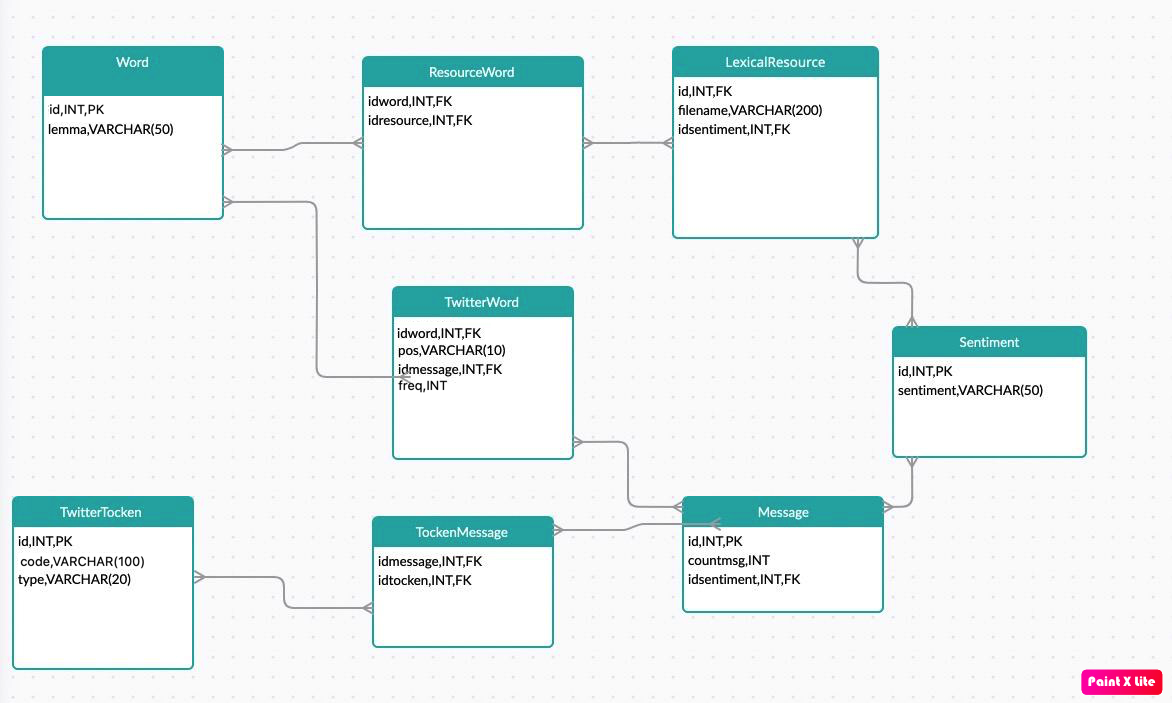 Word
id,INT,PK
lemma,VARCHAR(50)
ResourceWord
idword,INT,FK
idresource,INT,FK
LexicalResource
id,INT,FK
filename,VARCHAR(200)
idsentiment,INT,FK
TwitterWord
idword,INT,FK
pos,VARCHAR(10)
idmessage,INT,FK
freq,INT
Sentiment
id,INT,PK
sentiment,VARCHAR(50)
TwitterTocken
id,INT,PK
code,VARCHAR(100)
type,VARCHAR(20)
TockenMessage
idmessage,INT,FK
idtocken,INT,FK
Message
id,INT,PK
countmsg,INT
idsentiment,INT,FK
Paint X Lite